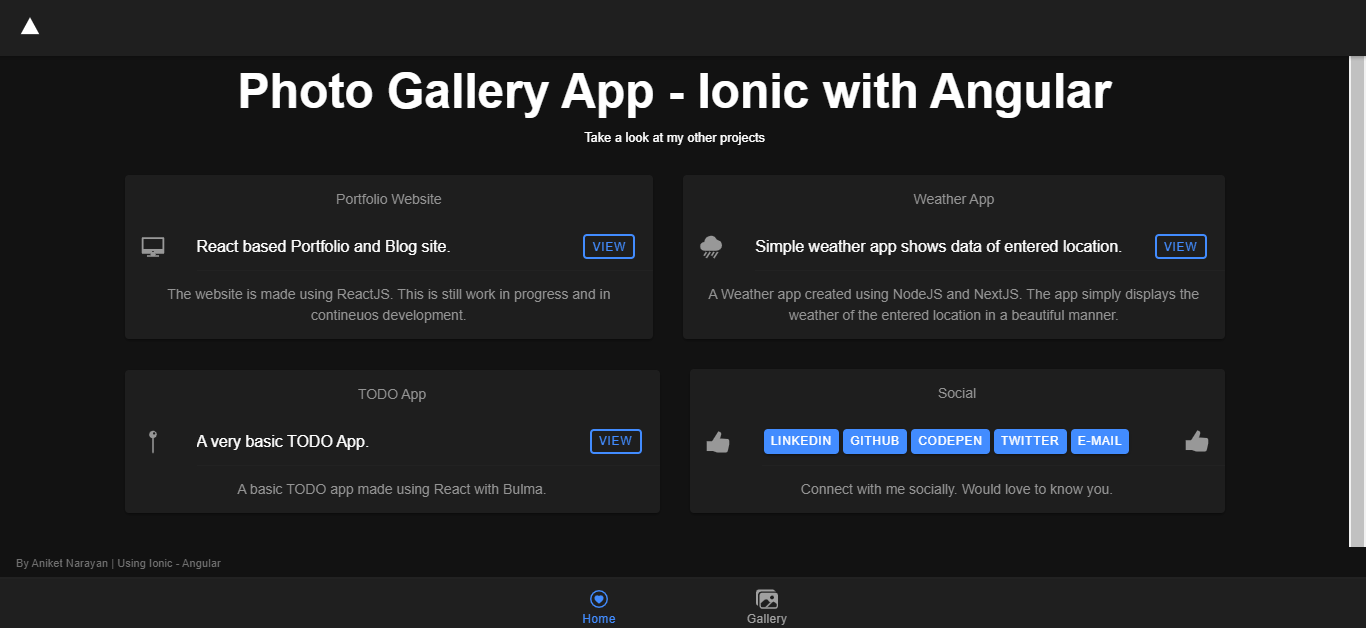 Photo Gallery App - Ionic with Angular
Take a look at my other projects
Portfolio Website
React based Portfolio and Blog site.
VIEW
The website is made using ReactJS. This is still work in progress and in
contineuos development.
Weather App
Simple weather app shows data of entered location.
VIEW
A Weather app created using NodeJS and NextJS. The app simply displays the
weather of the entered location in a beautiful manner.
TODO App
A very basic TODO App.
VIEW
A basic TODO app made using React with Bulma.
Social
LINKEDIN GITHUB CODEPEN TWITTER E-MAIL
Connect with me socially. Would love to know you.
By Aniket Narayan | Using Ionic - Angular
Home
Gallery